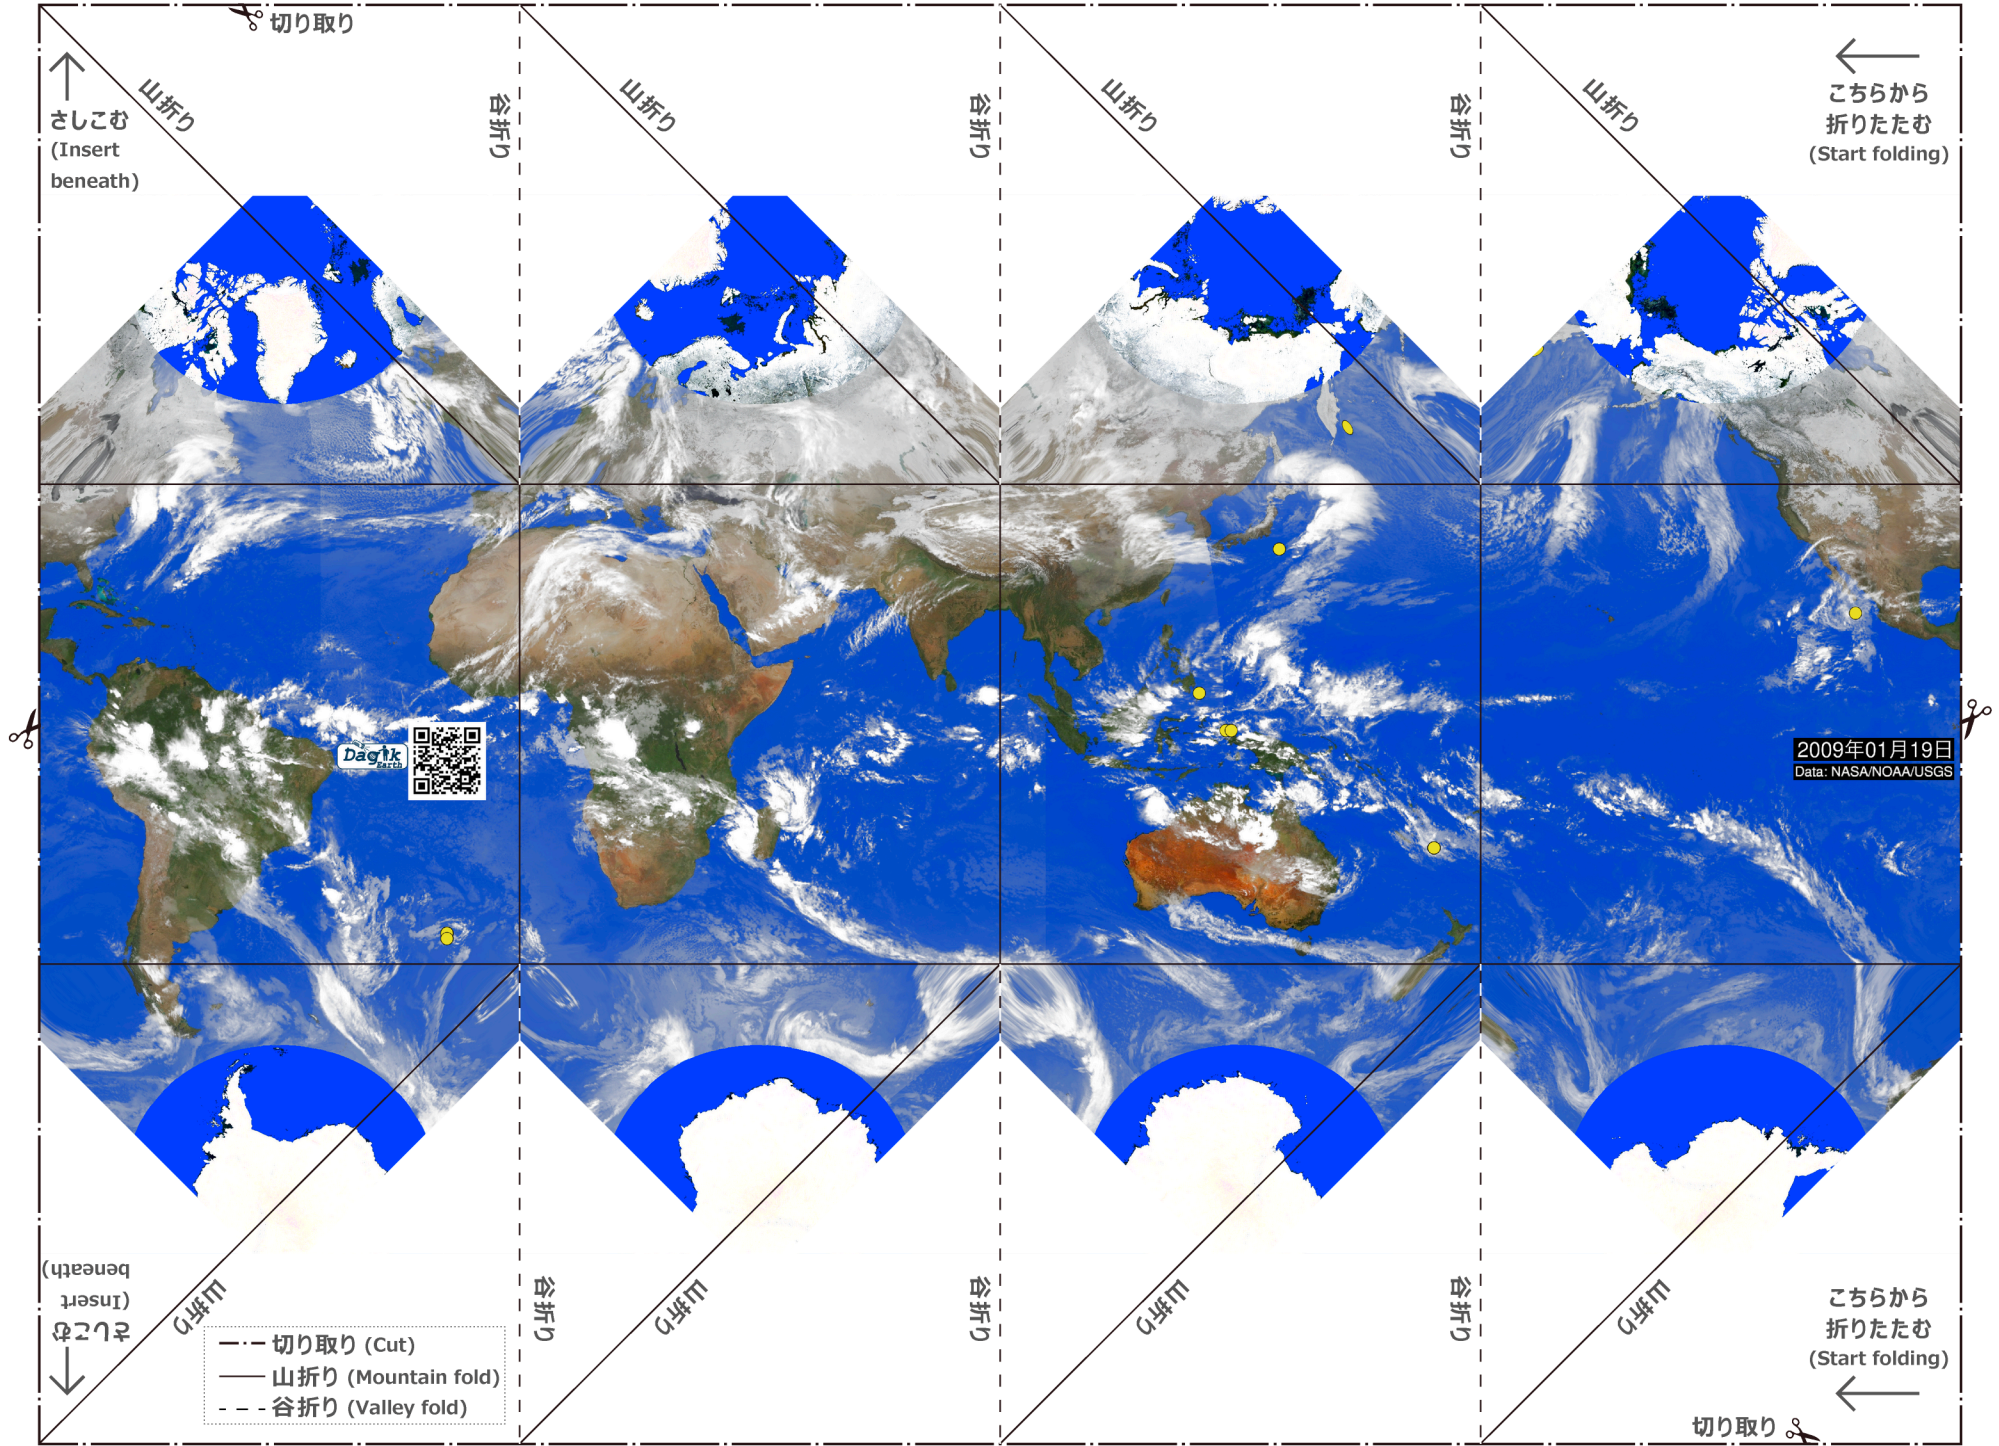 切り取り
さしこむ
(Insert
beneath)
山折り
谷折り
山折り
谷折り
山折り
谷折り
山折り
こちらから
折りたたむ
(Start folding)
Dagik
Earth
2009年01月19日
Data: NASA/NOAA/USGS
さしこむ
(Insert
beneath)
山折り
谷折り
山折り
谷折り
山折り
谷折り
山折り
こちらから
折りたたむ
(Start folding)
切り取り (Cut)
山折り (Mountain fold)
谷折り (Valley fold)
切り取り